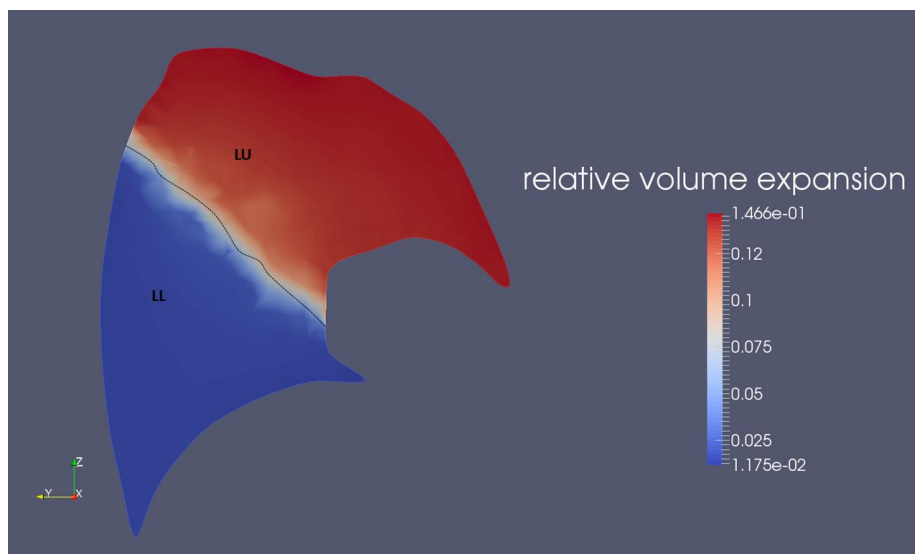 LU
relative volume expansion
1.466e-01
0.12
0.1
0.075
LL
0.05
0.025
1.175e-02
Z
Y
X